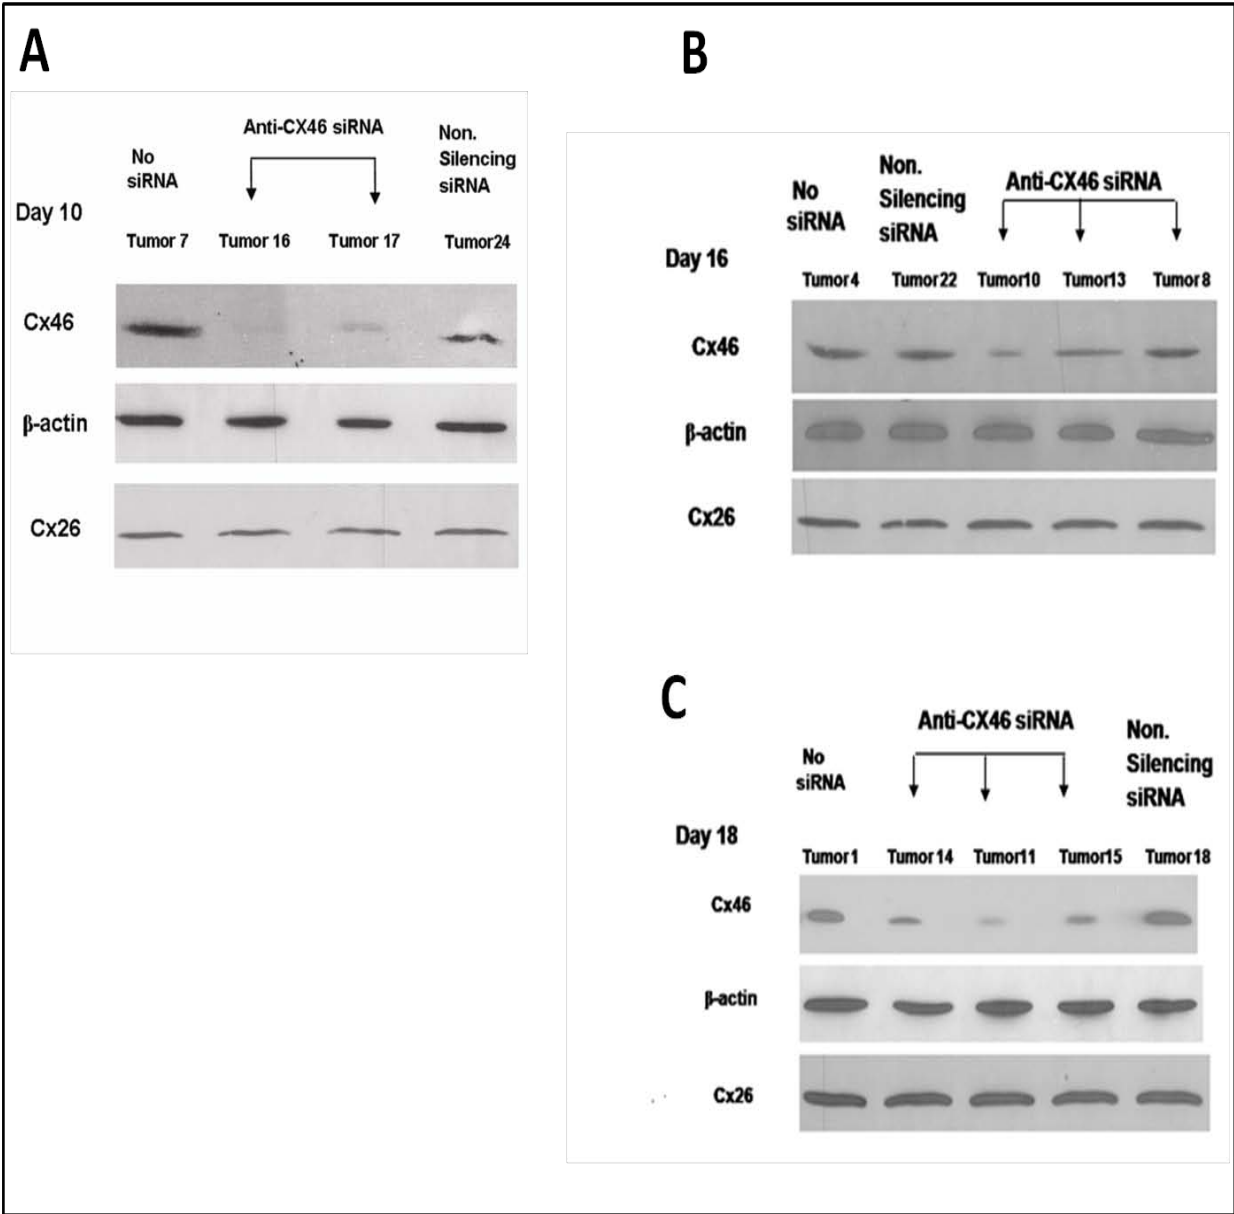 A
Anti-CX46 siRNA
No
siRNA
Non.
Silencing
siRNA
Day 10
Tumor 7 Tumor 16 Tumor 17 Tumor24
Cx46
β-actin
Cx26
B
No
siRNA
Non.
Silencing
siRNA
Anti-CX46 siRNA
Day 16
Tumor4 Tumor22 Tumor10 Tumor13 Tumor8
Cx46
β-actin
Cx26
C
Anti-CX46 siRNA
No
siRNA
Non.
Silencing
siRNA
Day 18
Tumor1 Tumor14 Tumor11 Tumor15 Tumor18
Cx46
β-actin
Cx26